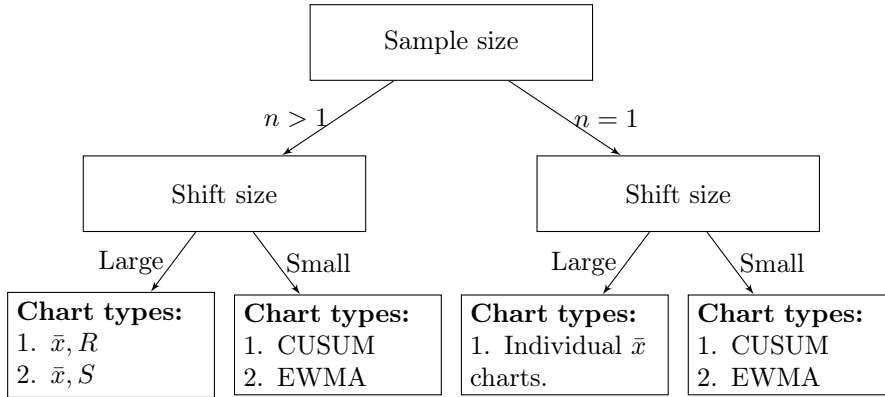 Sample size
n > 1
n = 1
Shift size
Shift size
Large
Small
Large
Small
Chart types:
1. x̄, R
2. x̄, S
Chart types:
1. CUSUM
2. EWMA
Chart types:
1. Individual x̄
charts.
Chart types:
1. CUSUM
2. EWMA